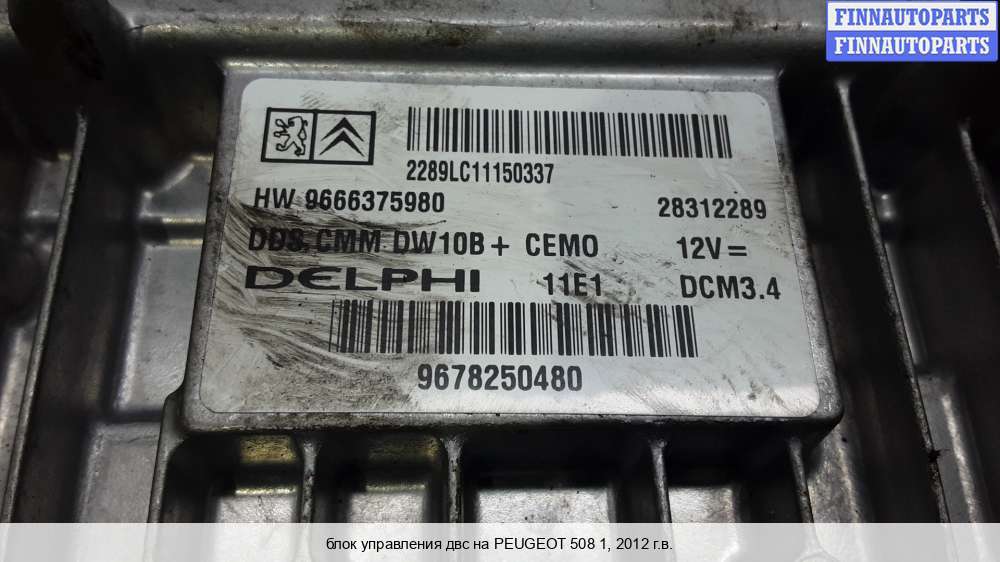 FINNAUTOPARTS
FINNAUTOPARTS
2289LC11150337
HW 9666375980 28312289
DDS.CMM DW10B+ CEMO 12V=
DELPHI 11E1 DCM3.4
9678250480
блок управления двс на PEUGEOT 508 1, 2012 г.в.